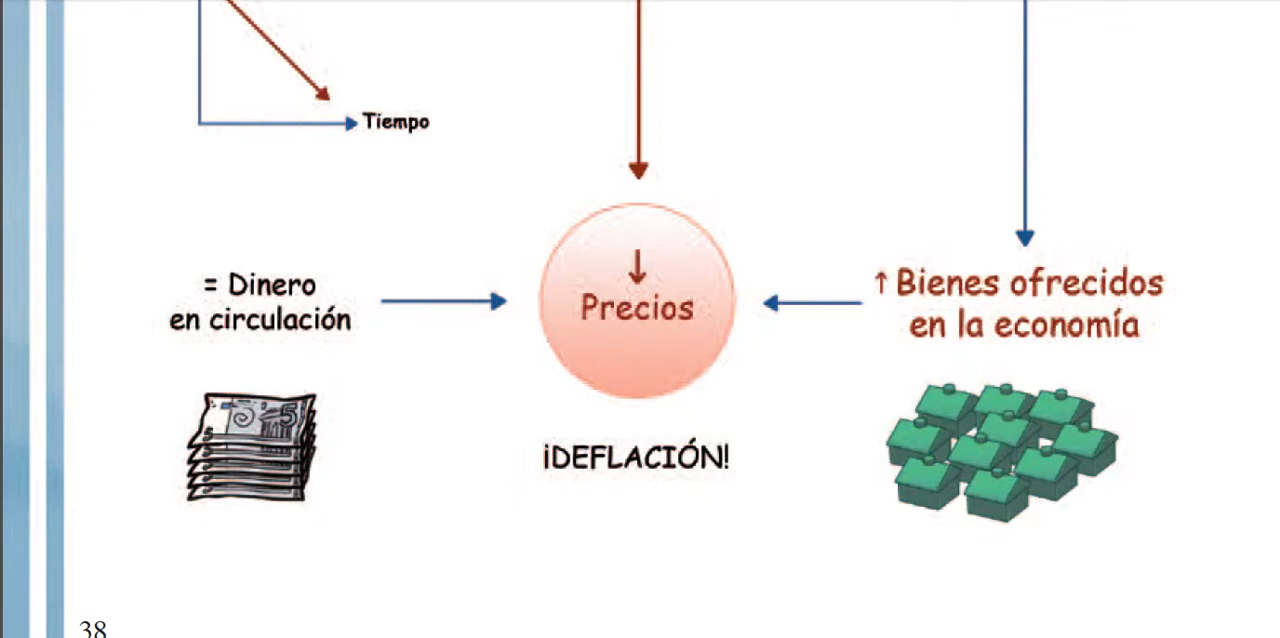 Tiempo
= Dinero
en circulación
↓
Precios
↑ Bienes ofrecidos
en la economía
¡DEFLACIÓN!
38